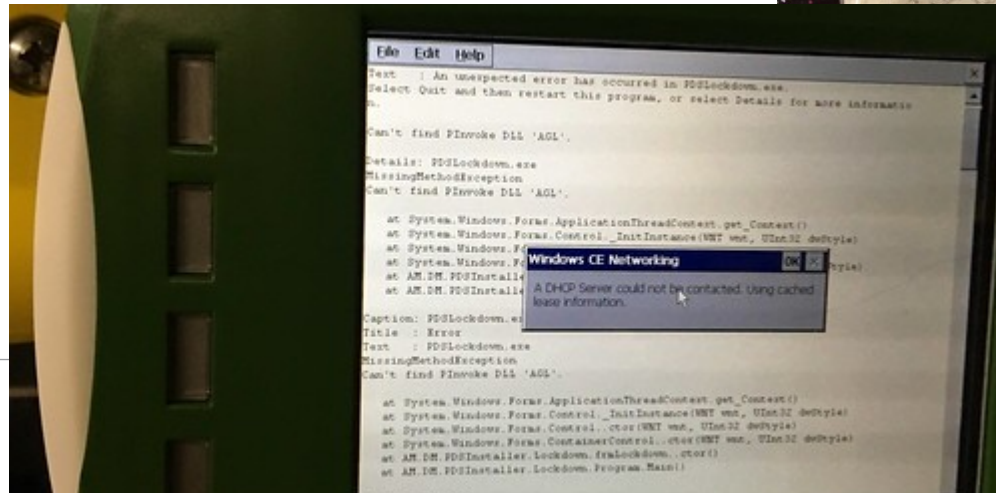 File Edit Help
Text : An unexpected error has occurred in PDSLockdown.exe.
Select Quit and then restart this program, or select Details for more informatio
n.
Can't find PInvoke DLL 'AGL'.
Details: PDSLockdown.exe
MissingMethodException
Can't find PInvoke DLL 'AGL'.
at System.Windows.Forms.ApplicationThreadContext.get_Context()
at System.Windows.Forms.Control._InitInstance(WNT wnt, UInt32 dwStyle)
at System.Windows.Fo
at System.Windows.Fo
tyle)
at AM.DM.PDSInstalle
at AM.DM.PDSInstalle
Windows CE Networking OK
A DHCP Server could not be contacted. Using cached
lease information.
Caption: PDSLockdown.ex
Title : Error
Text : PDSLockdown.exe
MissingMethodException
Can't find PInvoke DLL 'AGL'.
at System.Windows.Forms.ApplicationThreadContext.get_Context()
at System.Windows.Forms.Control._InitInstance(WNT wnt, UInt32 dwStyle)
at System.Windows.Forms.Control..ctor(WNT wnt, UInt32 dwStyle)
at System.Windows.Forms.ContainerControl..ctor(WNT wnt, UInt32 dwStyle)
at AM.DM.PDSInstaller.Lockdown.frmLockdown..ctor()
at AM.DM.PDSInstaller.Lockdown.Program.Main()